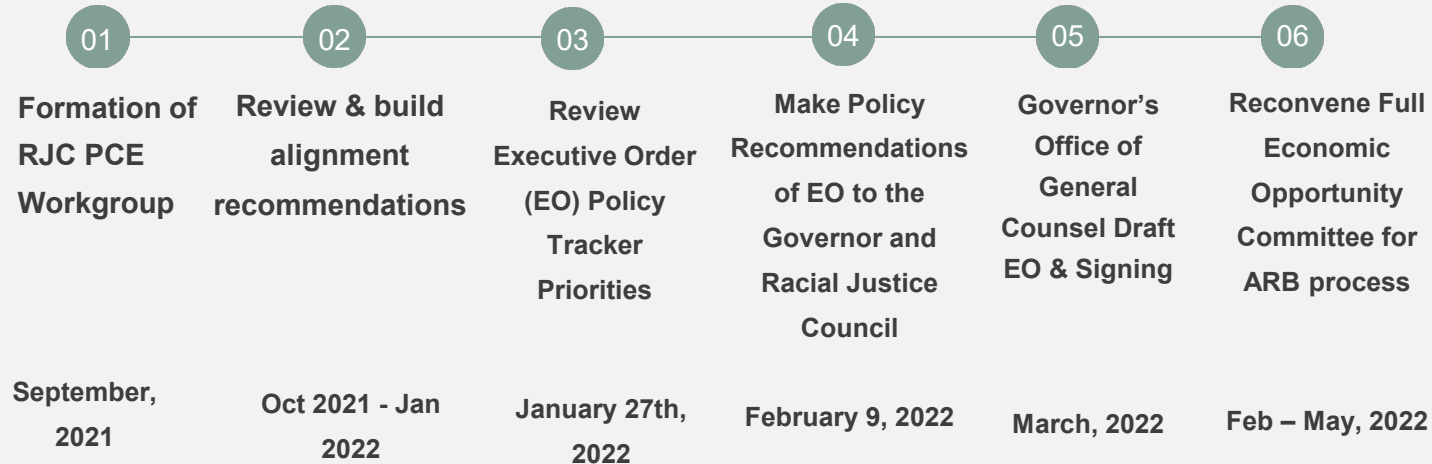 01
02
03
04
05
06
Formation of
RJC PCE
Workgroup
Review & build
alignment
recommendations
Review
Executive Order
(EO) Policy
Tracker
Priorities
Make Policy
Recommendations
of EO to the
Governor and
Racial Justice
Council
Governor’s
Office of
General
Counsel Draft
EO & Signing
Reconvene Full
Economic
Opportunity
Committee for
ARB process
September,
2021
Oct 2021 - Jan
2022
January 27th,
2022
February 9, 2022
March, 2022
Feb – May, 2022